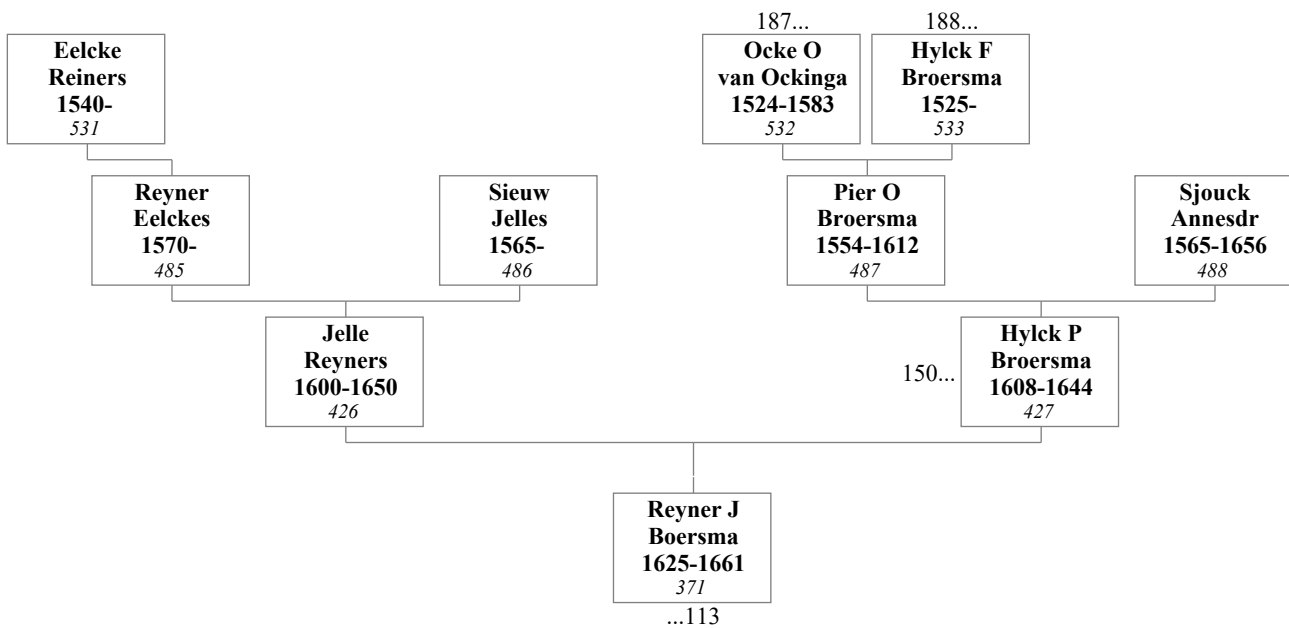 187...
188...
Eelcke
Reiners
1540-
531
Ocke O
van Ockinga
1524-1583
532
Hylck F
Broersma
1525-
533
Reyner
Eelckes
1570-
485
Sieuw
Jelles
1565-
486
Pier O
Broersma
1554-1612
487
Sjouck
Annesdr
1565-1656
488
Jelle
Reyners
1600-1650
426
150...
Hylck P
Broersma
1608-1644
427
Reyner J
Boersma
1625-1661
371
...113